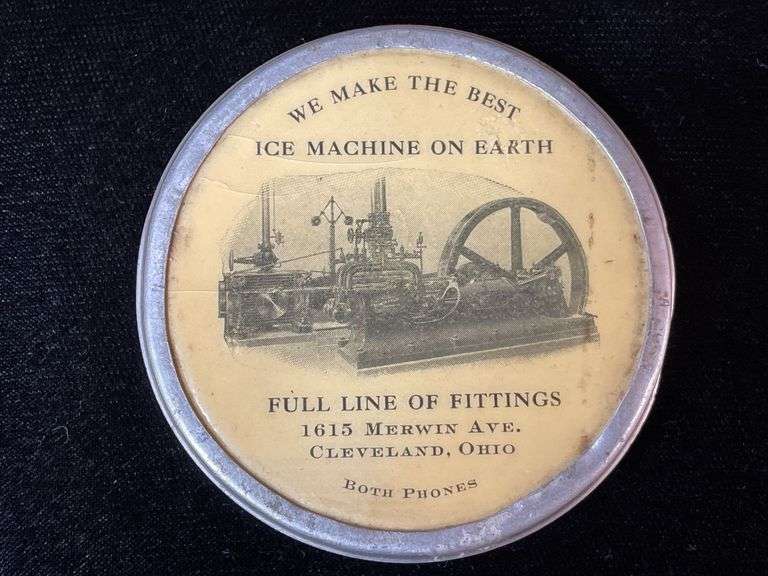 WE MAKE THE BEST
ICE MACHINE ON EARTH
FULL LINE OF FITTINGS
1615 MERWIN AVE.
CLEVELAND, OHIO
BOTH PHONES